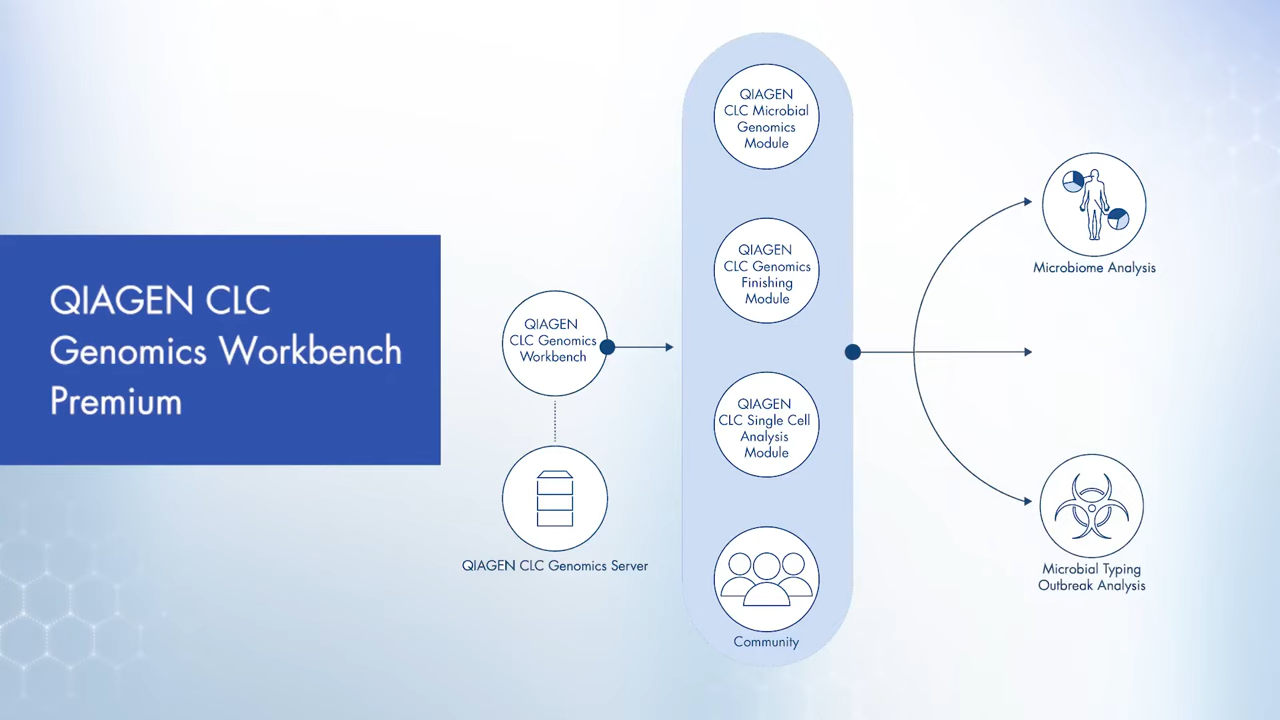 QIAGEN CLC
Genomics Workbench
Premium
QIAGEN
CLC Genomics
Workbench
QIAGEN CLC Genomics Server
QIAGEN
CLC Microbial
Genomics
Module
QIAGEN
CLC Genomics
Finishing
Module
QIAGEN
CLC Single Cell
Analysis
Module
Community
Microbiome Analysis
Microbial Typing
Outbreak Analysis